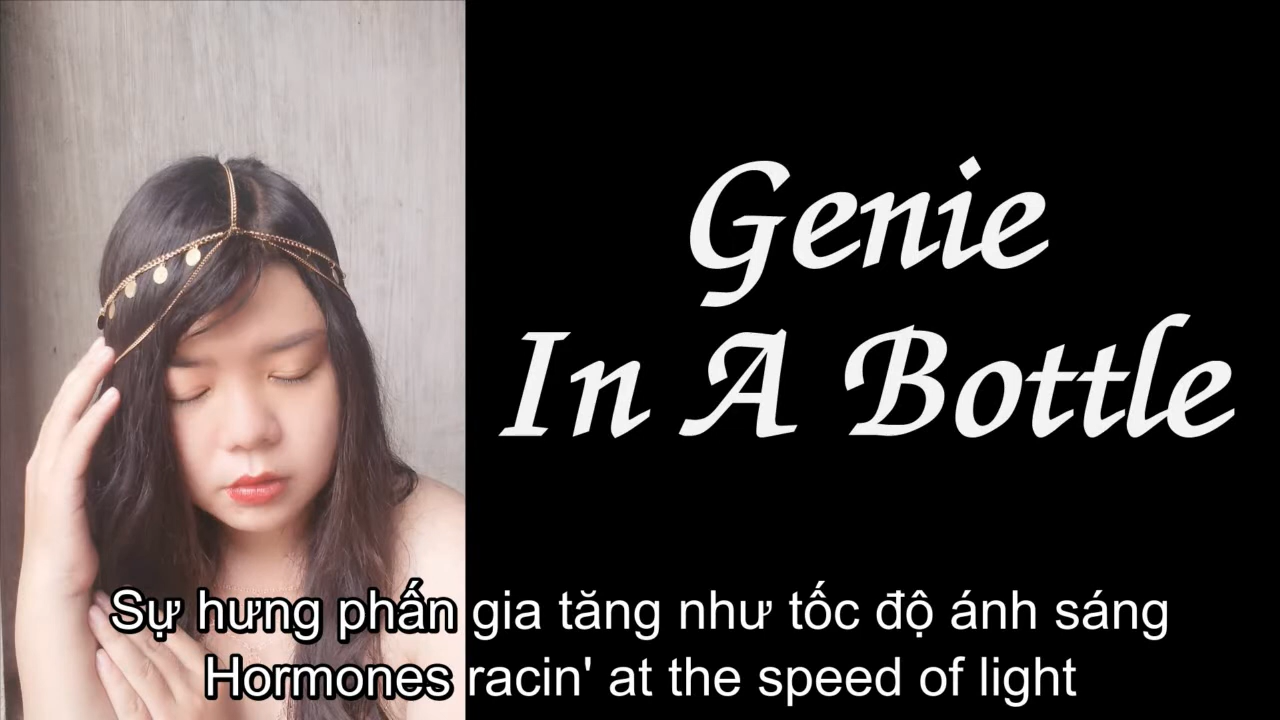 Genie
In A Bottle
Sự hưng phấn gia tăng như tốc độ ánh sáng
Hormones racin' at the speed of light